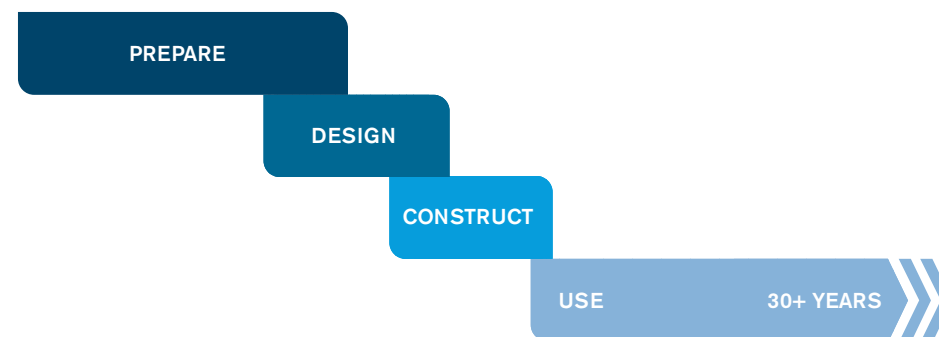 PREPARE
DESIGN
CONSTRUCT
USE 30+ YEARS